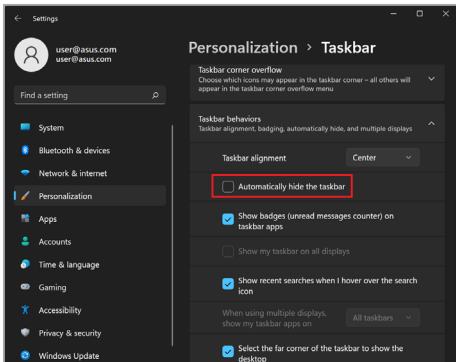 Settings
user@asus.com
user@asus.com
Find a setting
System
Bluetooth & devices
Network & internet
Personalization
Apps
Accounts
Time & language
Gaming
Accessibility
Privacy & security
Windows Update
Personalization > Taskbar
Taskbar corner overflow
Choose which icons may appear in the taskbar corner – all others will
appear in the taskbar corner overflow menu
Taskbar behaviors
Taskbar alignment, badging, automatically hide, and multiple displays
Taskbar alignment
Center
Automatically hide the taskbar
Show badges (unread messages counter) on
taskbar apps
Show my taskbar on all displays
Show recent searches when I hover over the search
icon
When using multiple displays,
show my taskbar apps on
All taskbars
Select the far corner of the taskbar to show the
desktop